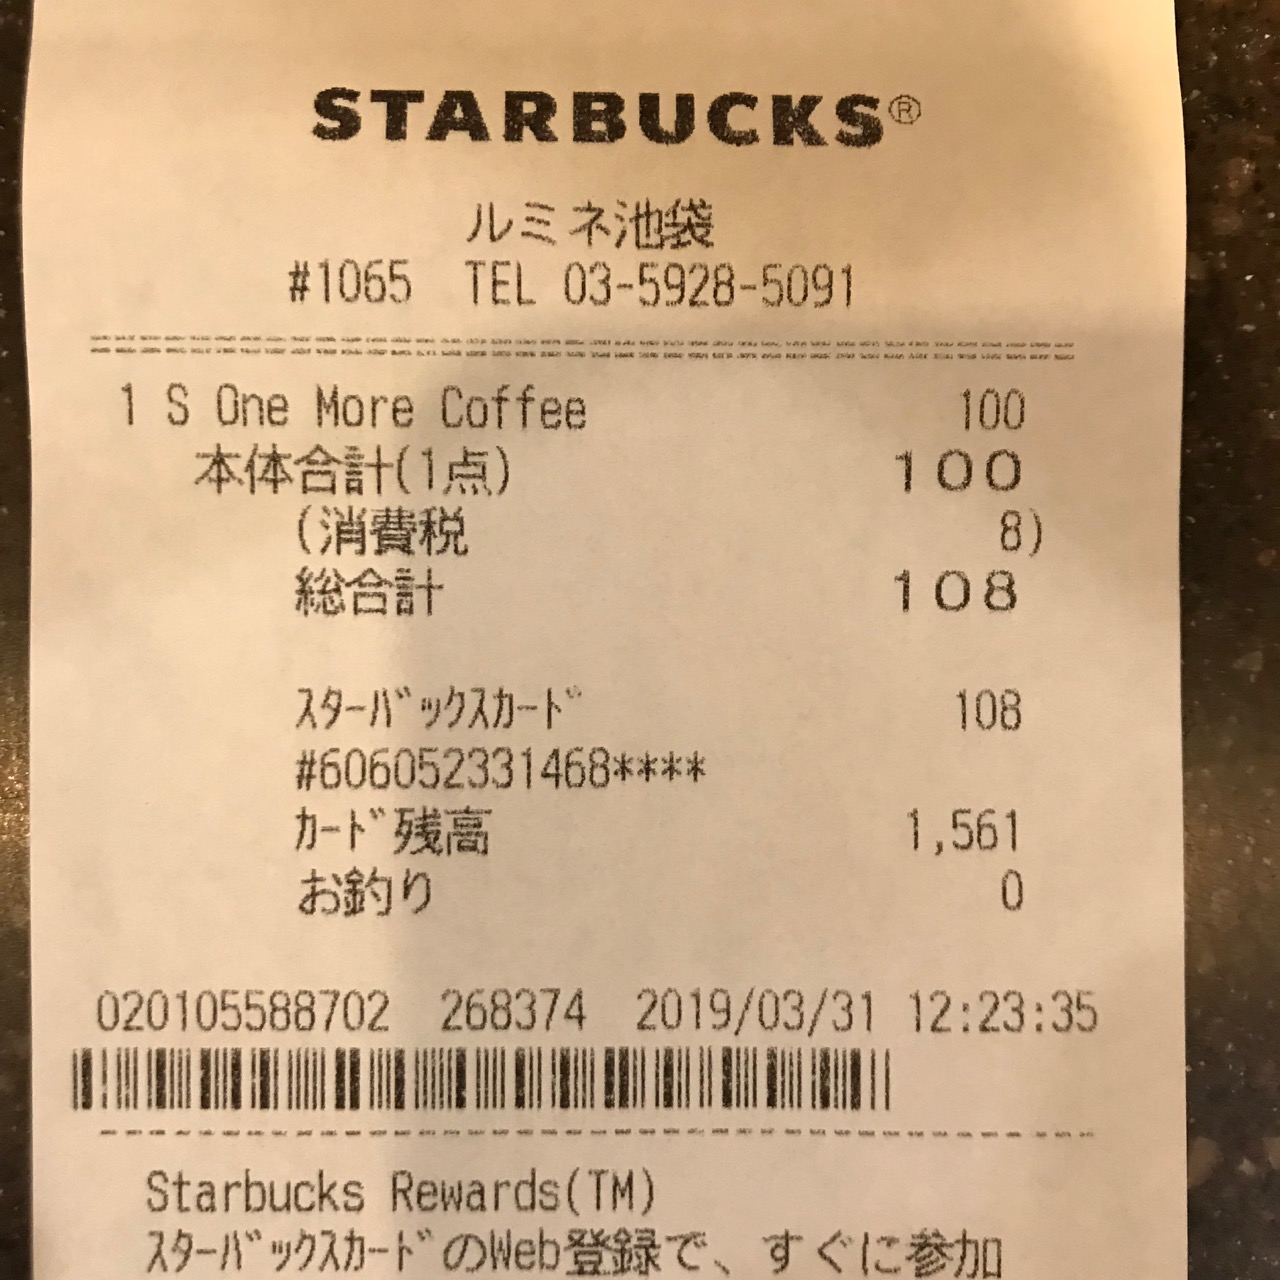 STARBUCKS®
ルミネ池袋
#1065 TEL 03-5928-5091
1 S One More Coffee 100
本体合計(1点) 100
(消費税 8)
総合計 108
ｽﾀｰﾊﾞｯｸｽｶｰﾄﾞ 108
#606052331468****
ｶｰﾄﾞ残高 1,561
お釣り 0
020105588702 268374 2019/03/31 12:23:35
Starbucks Rewards(TM)
ｽﾀｰﾊﾞｯｸｽｶｰﾄﾞのWeb登録で、すぐに参加